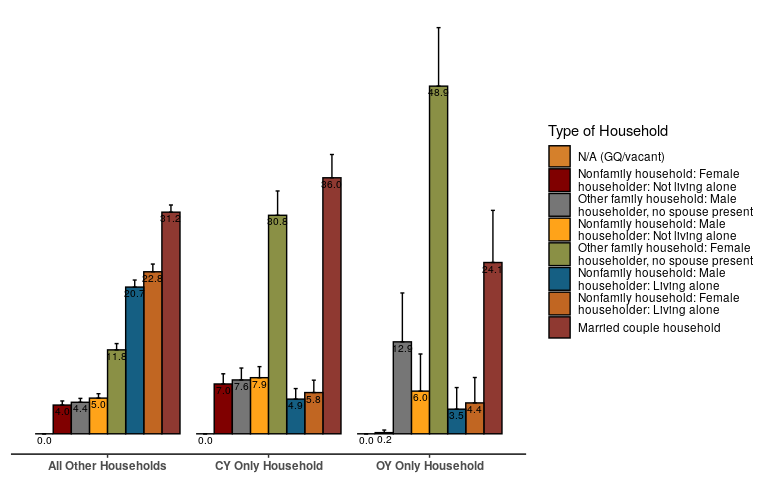 48.9
36.0
31.2
30.8
24.1
22.8
20.7
12.9
11.8
4.0
4.4
5.0
7.0
7.6
7.9
4.9
5.8
6.0
3.5
4.4
0.0
0.0
0.0
0.2
All Other Households
CY Only Household
OY Only Household
Type of Household
N/A (GQ/vacant)
Nonfamily household: Female
householder: Not living alone
Other family household: Male
householder, no spouse present
Nonfamily household: Male
householder: Not living alone
Other family household: Female
householder, no spouse present
Nonfamily household: Male
householder: Living alone
Nonfamily household: Female
householder: Living alone
Married couple household